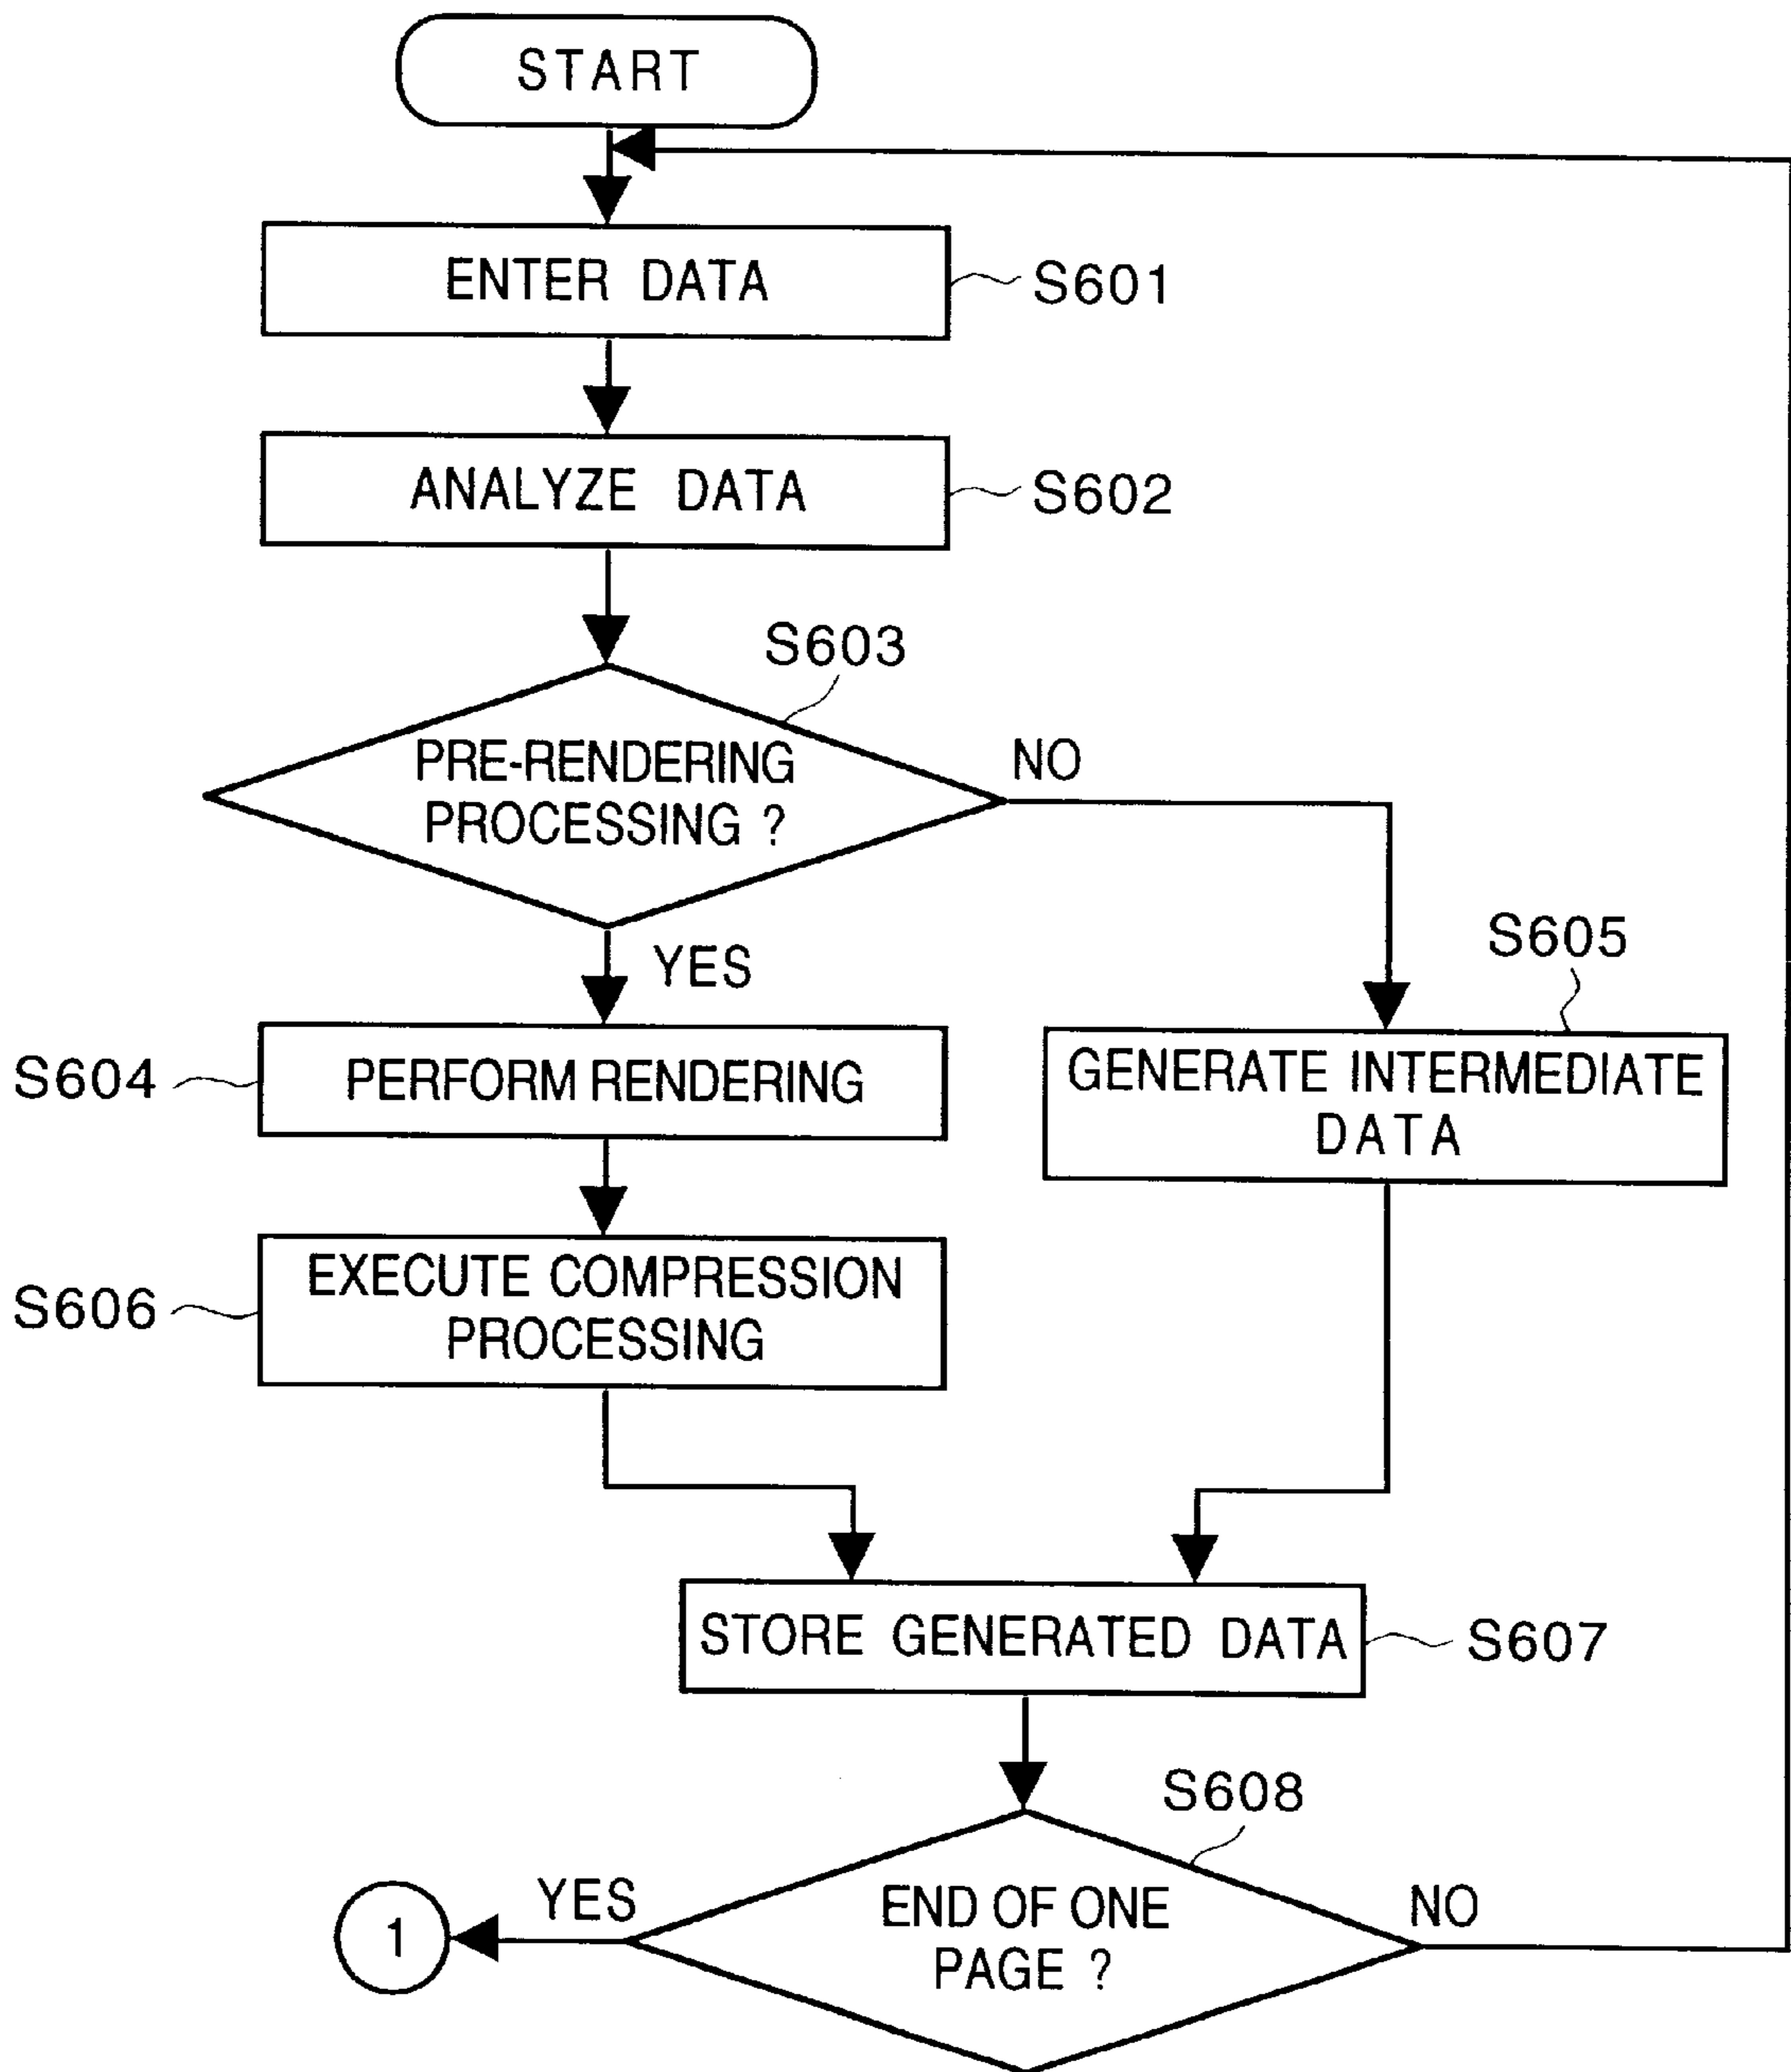 START
ENTER DATA
S601
ANALYZE DATA
S602
S603
PRE-RENDERING
PROCESSING ?
NO
YES
S605
S604
PERFORM RENDERING
GENERATE INTERMEDIATE
DATA
S606
EXECUTE COMPRESSION
PROCESSING
STORE GENERATED DATA
S607
S608
END OF ONE
PAGE ?
YES
NO
1